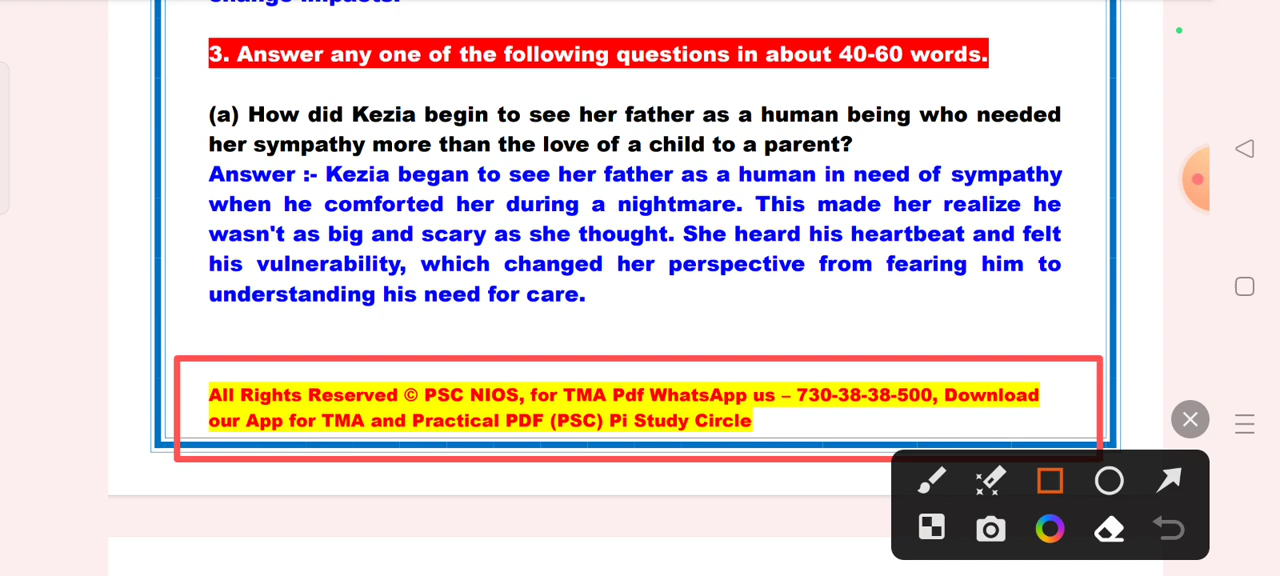 change impacts.
3. Answer any one of the following questions in about 40-60 words.
(a) How did Kezia begin to see her father as a human being who needed
her sympathy more than the love of a child to a parent?
Answer :- Kezia began to see her father as a human in need of sympathy
when he comforted her during a nightmare. This made her realize he
wasn't as big and scary as she thought. She heard his heartbeat and felt
his vulnerability, which changed her perspective from fearing him to
understanding his need for care.
All Rights Reserved © PSC NIOS, for TMA Pdf WhatsApp us – 730-38-38-500, Download
our App for TMA and Practical PDF (PSC) Pi Study Circle